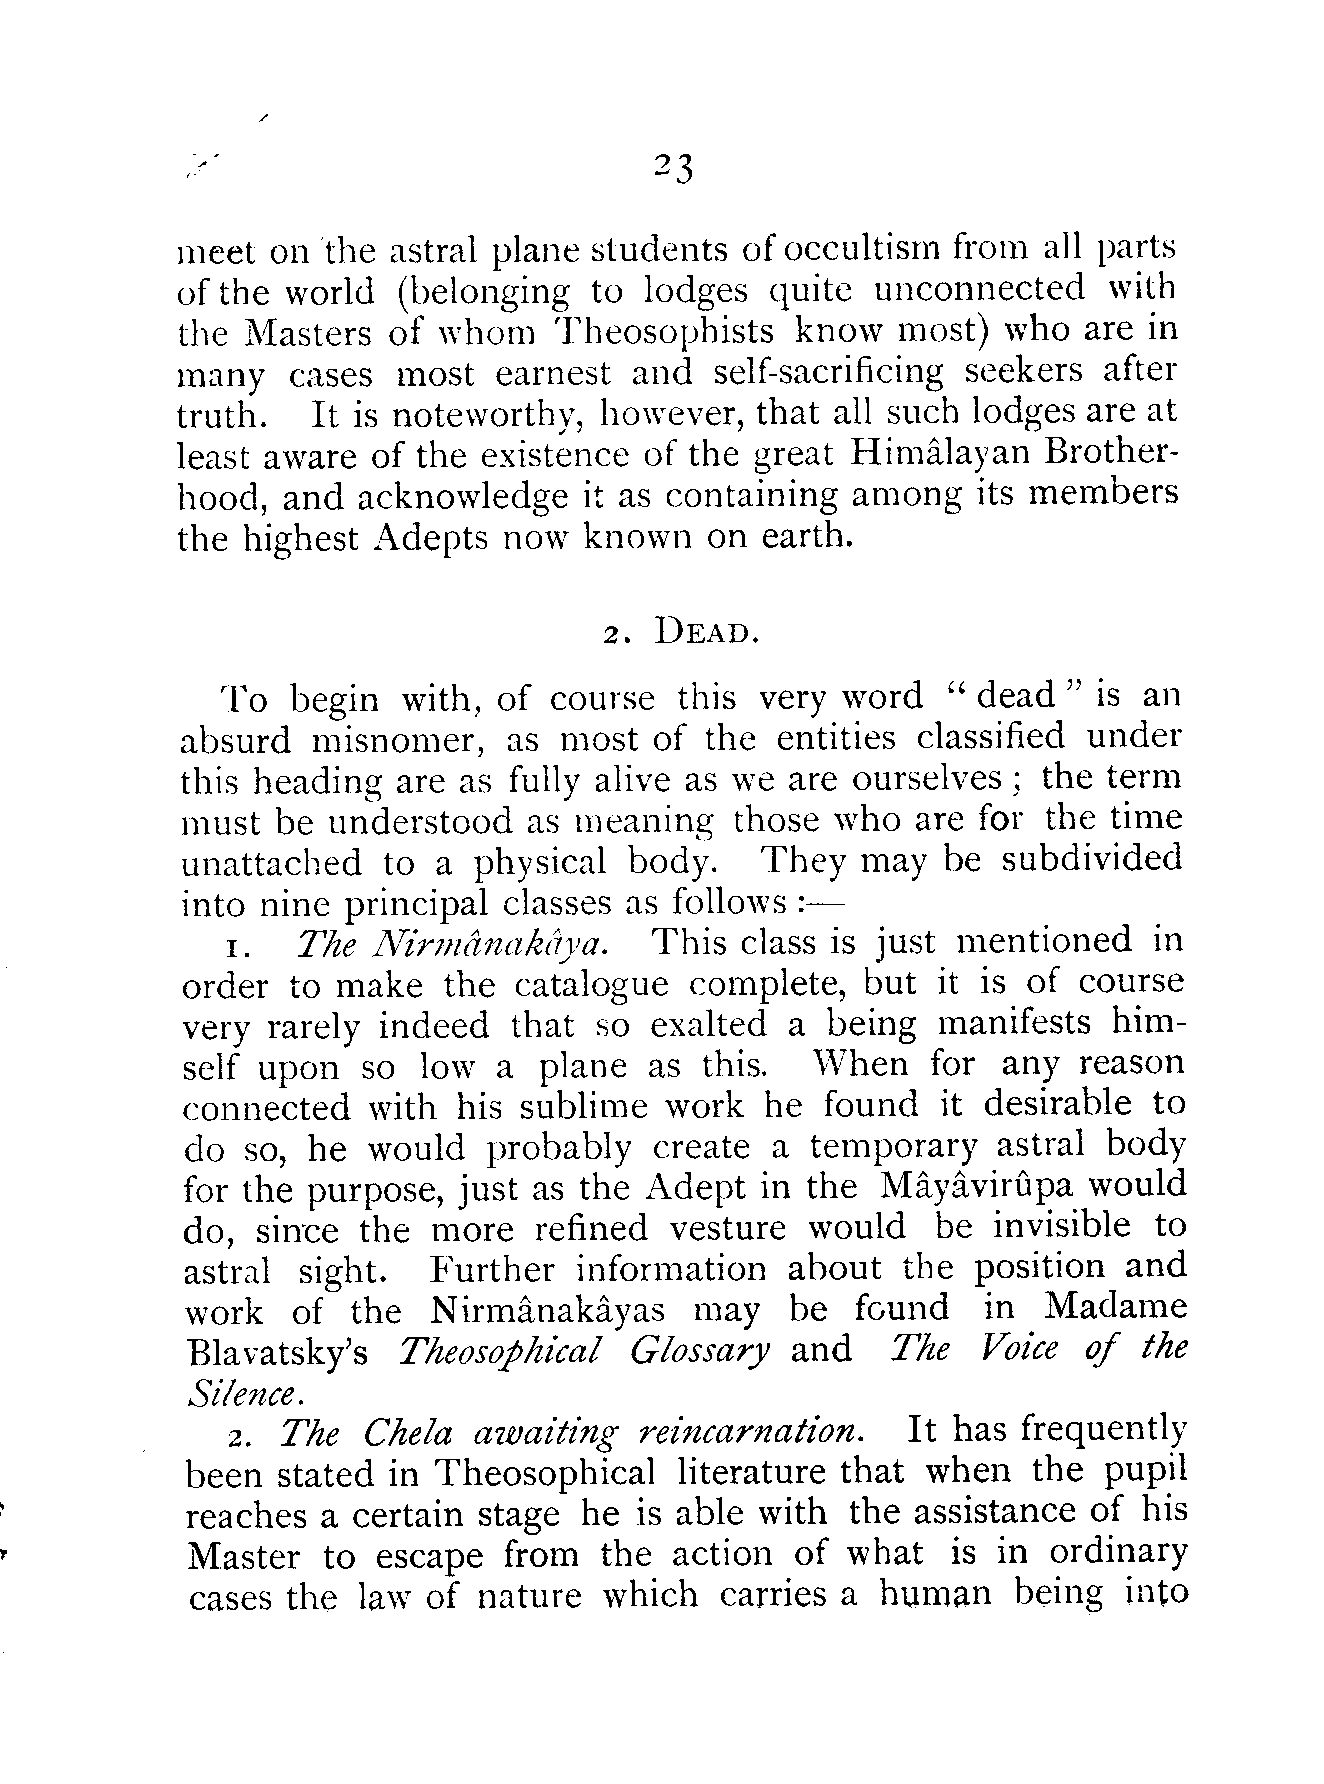 23
meet on the astral plane students of occultism from all parts
of the world (belonging to lodges quite unconnected with
the Masters of whom Theosophists know most) who are in
many cases most earnest and self-sacrificing seekers after
truth. It is noteworthy, however, that all such lodges are at
least aware of the existence of the great Himâlayan Brother-
hood, and acknowledge it as containing among its members
the highest Adepts now known on earth.
2. DEAD.
To begin with, of course this very word “ dead ” is an
absurd misnomer, as most of the entities classified under
this heading are as fully alive as we are ourselves ; the term
must be understood as meaning those who are for the time
unattached to a physical body. They may be subdivided
into nine principal classes as follows :—
1. The Nirmânakâya. This class is just mentioned in
order to make the catalogue complete, but it is of course
very rarely indeed that so exalted a being manifests him-
self upon so low a plane as this. When for any reason
connected with his sublime work he found it desirable to
do so, he would probably create a temporary astral body
for the purpose, just as the Adept in the Mâyâvirûpa would
do, since the more refined vesture would be invisible to
astral sight. Further information about the position and
work of the Nirmânakâyas may be found in Madame
Blavatsky’s Theosophical Glossary and The Voice of the
Silence.
2. The Chela awaiting reincarnation. It has frequently
been stated in Theosophical literature that when the pupil
reaches a certain stage he is able with the assistance of his
Master to escape from the action of what is in ordinary
cases the law of nature which carries a human being into